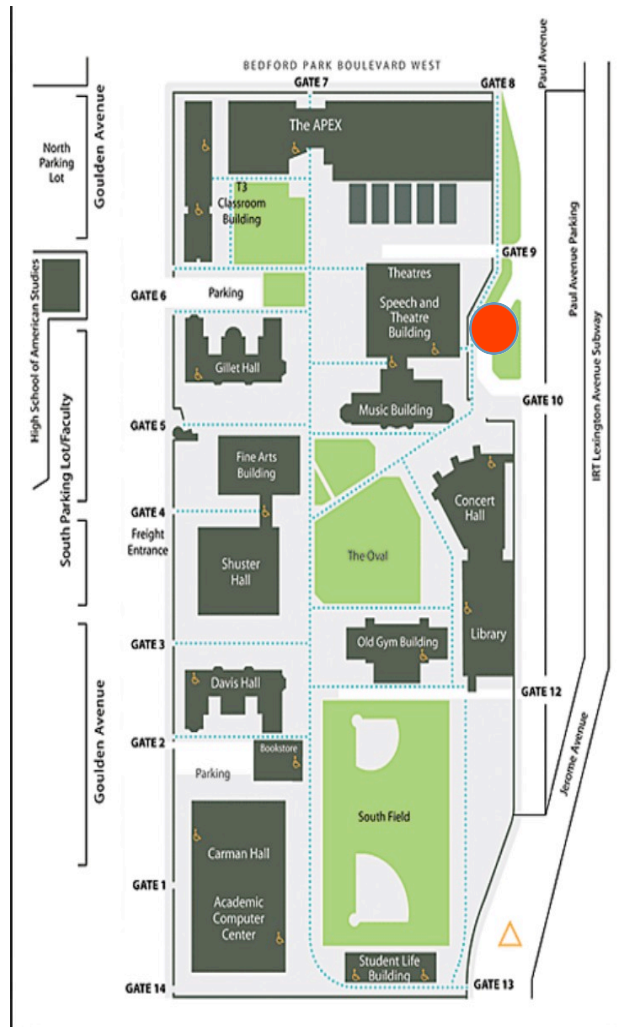 BEDFORD PARK BOULEVARD WEST
GATE 7
GATE 8
Paul Avenue
Goulden Avenue
North
Parking
Lot
The APEX
T3
Classroom
Building
GATE 9
Paul Avenue Parking
High School of American Studies
GATE 6
Parking
Theatres
Speech and
Theatre
Building
Gillet Hall
IRT Lexington Avenue Subway
GATE 10
Music Building
GATE 5
South Parking Lot/Faculty
Fine Arts
Building
Concert
Hall
GATE 4
Freight
Entrance
Shuster
Hall
The Oval
Library
GATE 3
Old Gym Building
Davis Hall
GATE 12
Goulden Avenue
GATE 2
Bookstore
Parking
Jerome Avenue
South Field
Carman Hall
GATE 1
Academic
Computer
Center
Student Life
Building
GATE 14
GATE 13